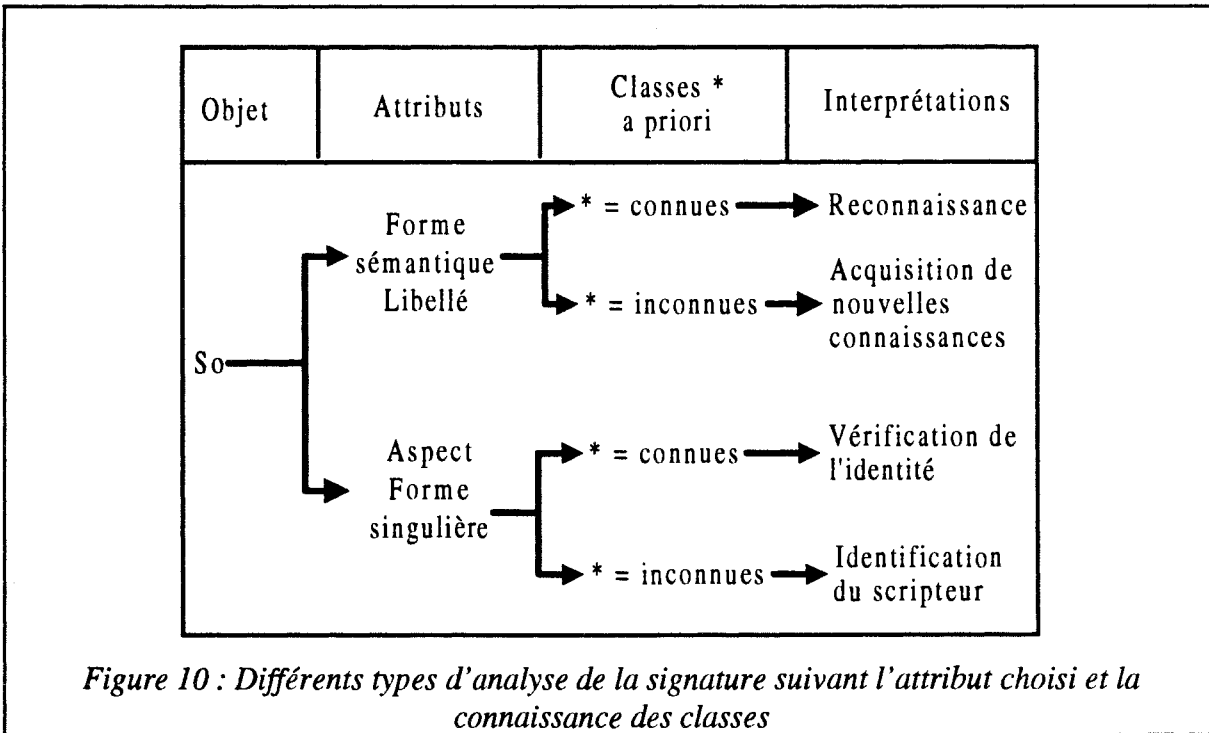 Objet
Attributs
Classes *
a priori
Interprétations
So
Forme
sémantique
Libellé
* = connues
Reconnaissance
* = inconnues
Acquisition de
nouvelles
connaissances
Aspect
Forme
singulière
* = connues
Vérification de
l'identité
* = inconnues
Identification
du scripteur
Figure 10 : Différents types d'analyse de la signature suivant l'attribut choisi et la
connaissance des classes